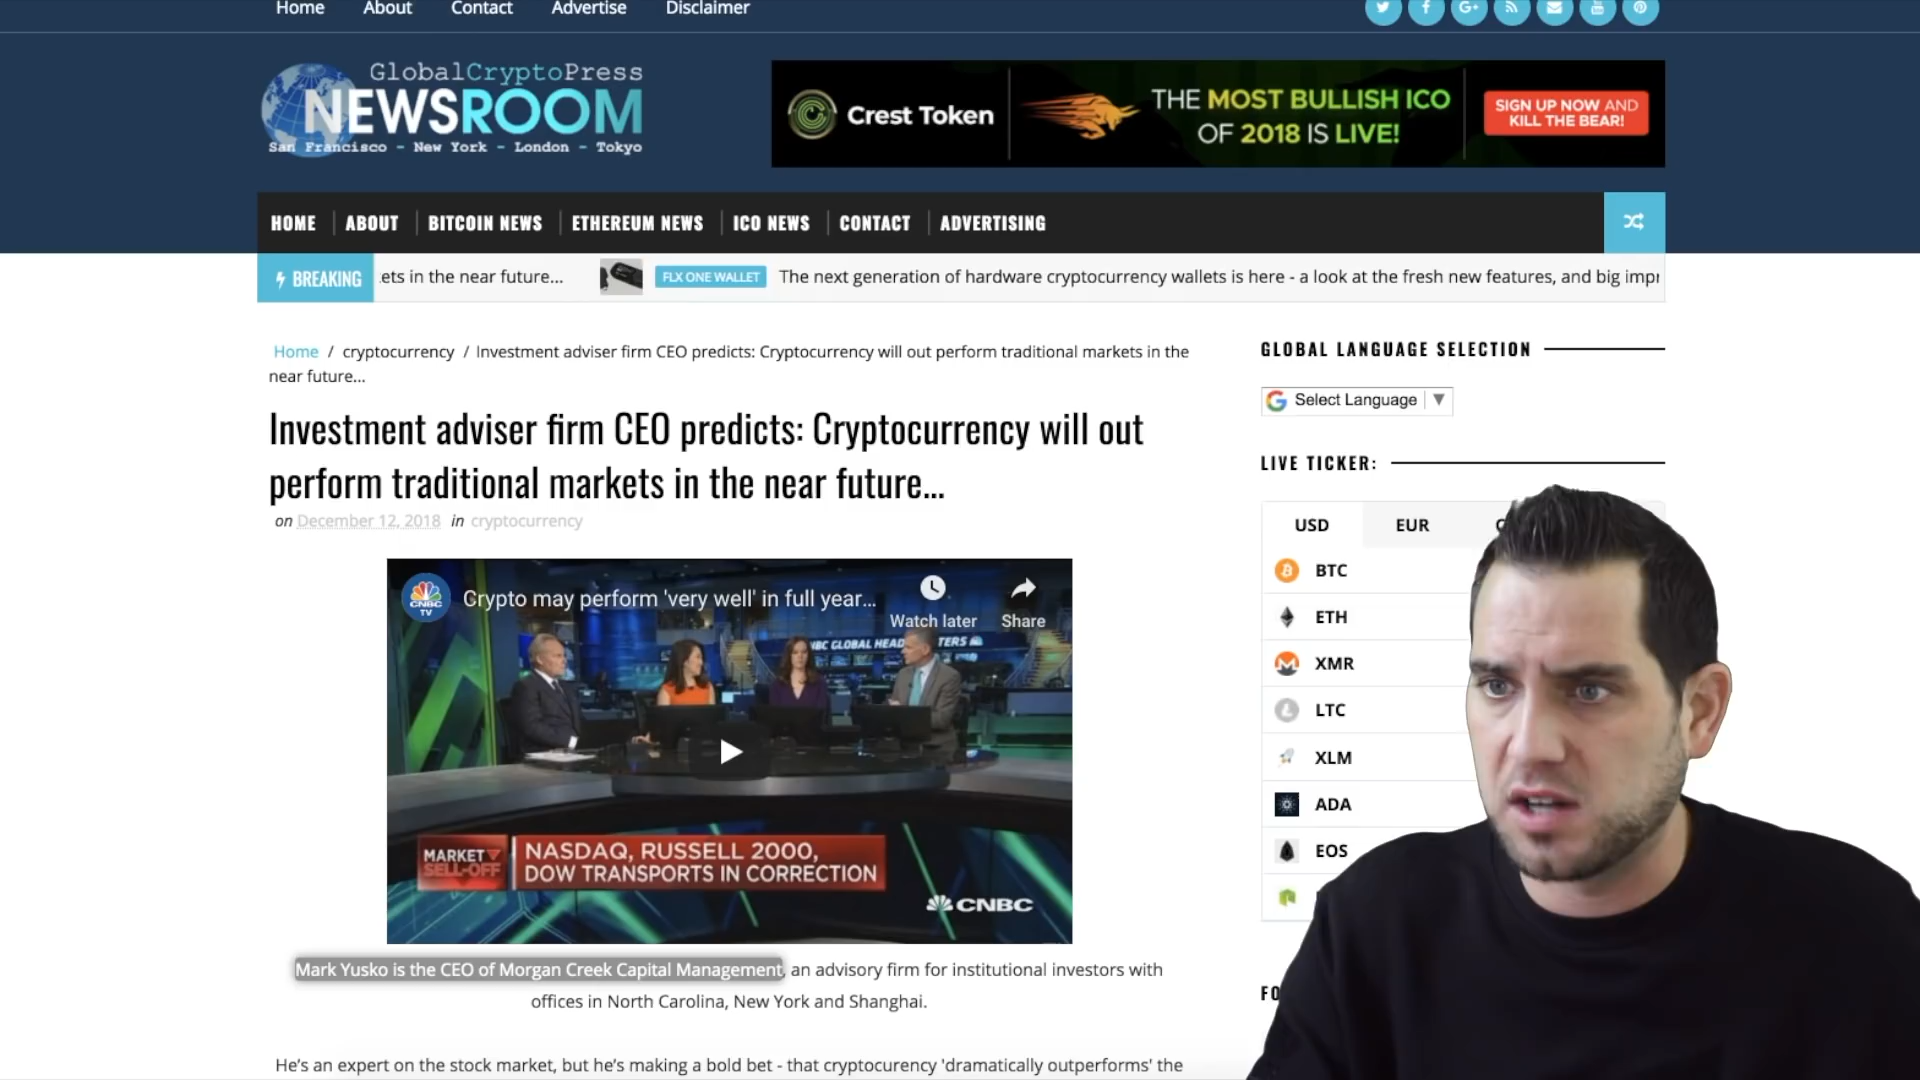 Home About Contact Advertise Disclaimer
GlobalCryptoPress
NEWSROOM
San Francisco - New York - London - Tokyo
Crest Token
THE MOST BULLISH ICO
OF 2018 IS LIVE!
SIGN UP NOW AND
KILL THE BEAR!
HOME ABOUT BITCOIN NEWS ETHEREUM NEWS ICO NEWS CONTACT ADVERTISING
BREAKING ets in the near future... FLX ONE WALLET The next generation of hardware cryptocurrency wallets is here - a look at the fresh new features, and big impr
Home / cryptocurrency / Investment adviser firm CEO predicts: Cryptocurrency will out perform traditional markets in the
near future...
Investment adviser firm CEO predicts: Cryptocurrency will out
perform traditional markets in the near future...
on December 12, 2018 in cryptocurrency
CNBC
TV
Crypto may perform 'very well' in full year...
Watch later Share
NBC GLOBAL HEAD TERS
MARKET
SELL-OFF
NASDAQ, RUSSELL 2000,
DOW TRANSPORTS IN CORRECTION
CNBC
Mark Yusko is the CEO of Morgan Creek Capital Management, an advisory firm for institutional investors with
offices in North Carolina, New York and Shanghai.
He's an expert on the stock market, but he's making a bold bet - that cryptocurency 'dramatically outperforms' the
GLOBAL LANGUAGE SELECTION
Select Language ▼
LIVE TICKER:
USD EUR
BTC
ETH
XMR
LTC
XLM
ADA
EOS
FO